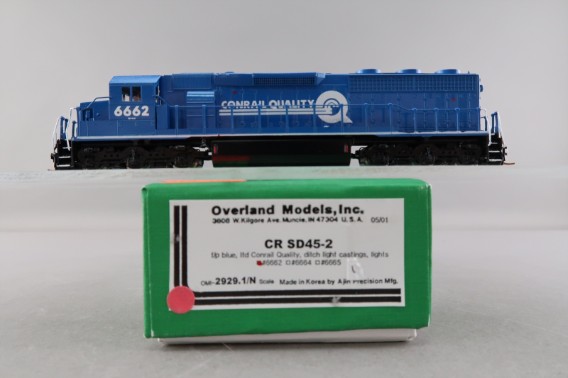 6662
CONRAIL QUALITY
Overland Models, Inc.
3808 W. Kilgore Ave. Muncie, IN 47304 U.S.A. 05/01
CR SD45-2
f/p blue, ltd Conrail Quality, ditch light castings, lights
#6662 #6664 #6665
OMI-2929.1/N Scale Made in Korea by Ajin Precision Mfg.